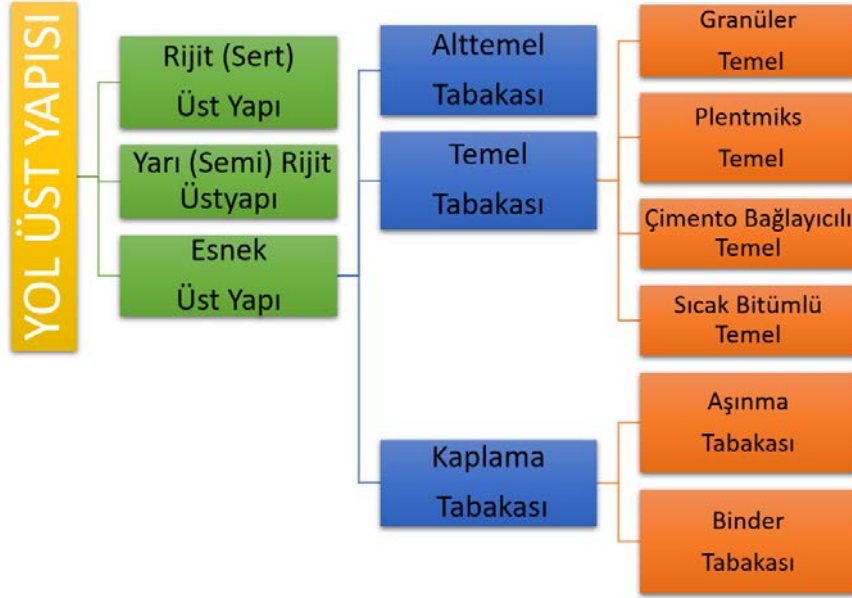 YOL ÜST YAPISI
Rijit (Sert)
Üst Yapı
Yarı (Semi) Rijit
Üstyapı
Esnek
Üst Yapı
Alttemel
Tabakası
Temel
Tabakası
Kaplama
Tabakası
Granüler
Temel
Plentmiks
Temel
Çimento Bağlayıcılı
Temel
Sıcak Bitümlü
Temel
Aşınma
Tabakası
Binder
Tabakası